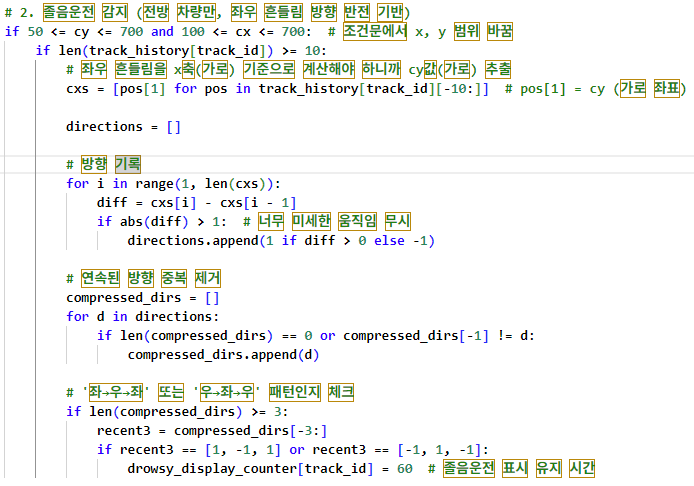 # 2. 졸음운전 감지 (전방 차량만, 좌우 흔들림 방향 반전 기반)
if 50 <= cy <= 700 and 100 <= cx <= 700:  # 조건문에서 x, y 범위 바꿈
    if len(track_history[track_id]) >= 10:
        # 좌우 흔들림을 x축(가로) 기준으로 계산해야 하니까 cy값(가로) 추출
        cxs = [pos[1] for pos in track_history[track_id][-10:]]  # pos[1] = cy (가로 좌표)
        directions = []
        # 방향 기록
        for i in range(1, len(cxs)):
            diff = cxs[i] - cxs[i - 1]
            if abs(diff) > 1:  # 너무 미세한 움직임 무시
                directions.append(1 if diff > 0 else -1)
        # 연속된 방향 중복 제거
        compressed_dirs = []
        for d in directions:
            if len(compressed_dirs) == 0 or compressed_dirs[-1] != d:
                compressed_dirs.append(d)
        # '좌→우→좌' 또는 '우→좌→우' 패턴인지 체크
        if len(compressed_dirs) >= 3:
            recent3 = compressed_dirs[-3:]
            if recent3 == [1, -1, 1] or recent3 == [-1, 1, -1]:
                drowsy_display_counter[track_id] = 60  # 졸음운전 표시 유지 시간